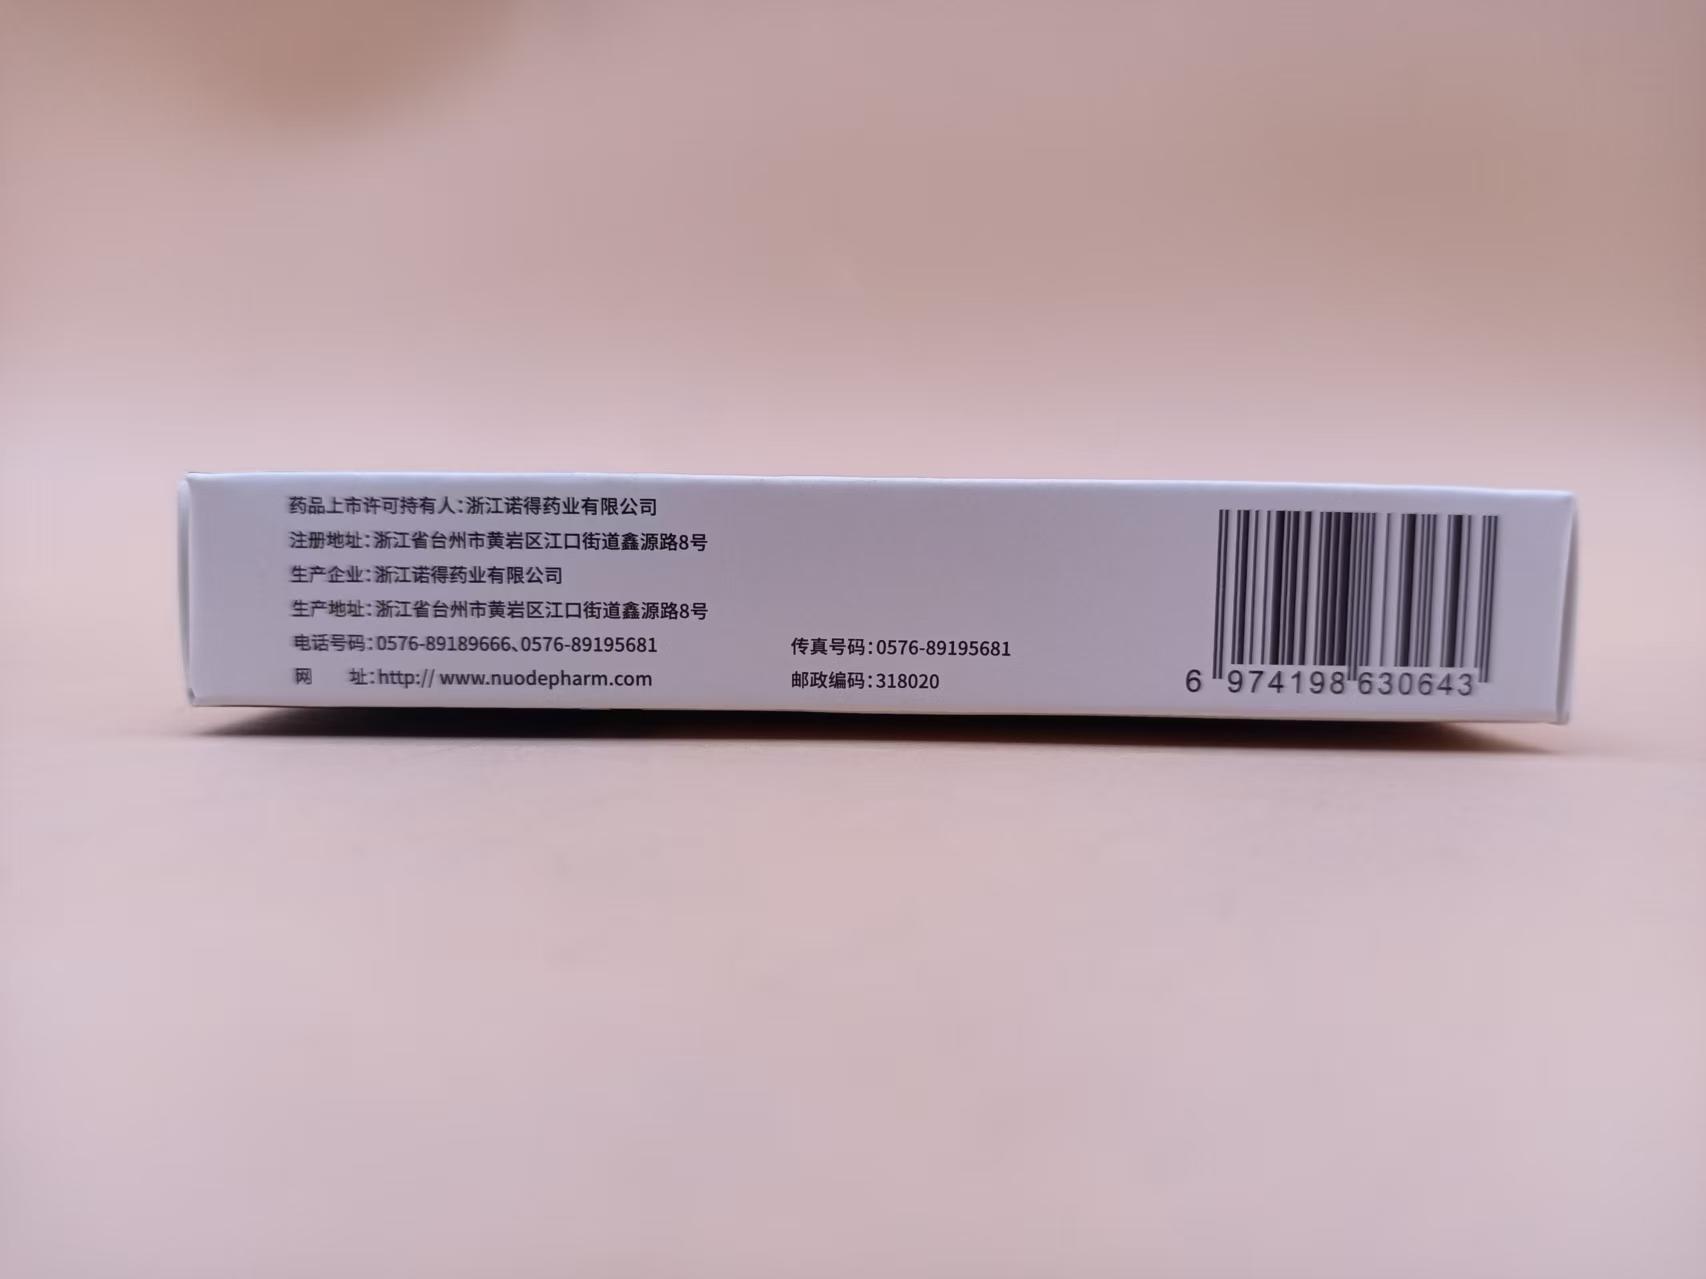 药品上市许可持有人:浙江诺得药业有限公司
注册地址:浙江省台州市黄岩区江口街道鑫源路8号
生产企业:浙江诺得药业有限公司
生产地址:浙江省台州市黄岩区江口街道鑫源路8号
电话号码:0576-89189666、0576-89195681 传真号码:0576-89195681
网 址:http:// www.nuodepharm.com 邮政编码:318020
6 974198 630643